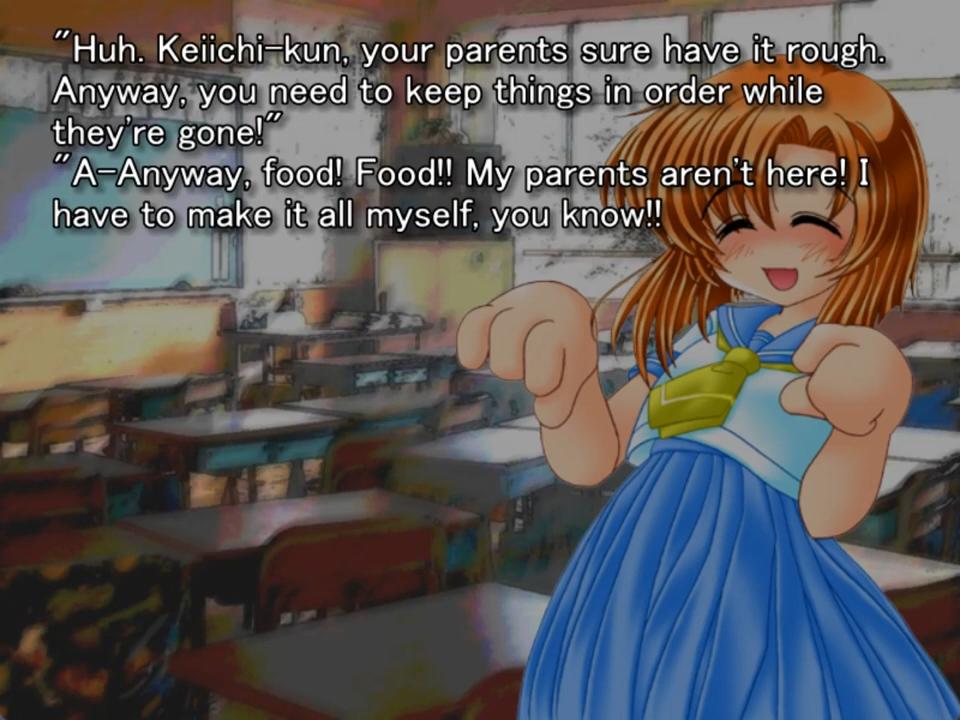 "Huh. Keiichi-kun, your parents sure have it rough.
Anyway, you need to keep things in order while
they're gone!"
"A-Anyway, food! Food!! My parents aren't here! I
have to make it all myself, you know!!